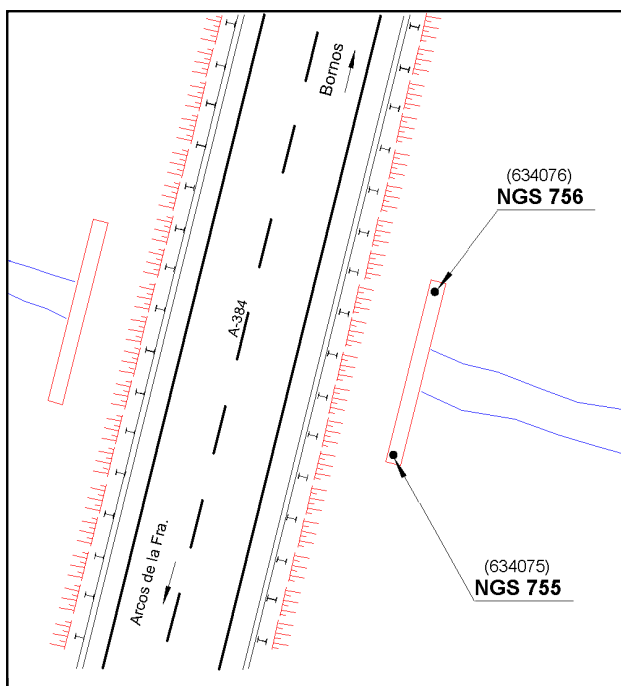 Bornos
(634076)
NGS 756
A-384
Arcos de la Fra.
(634075)
NGS 755